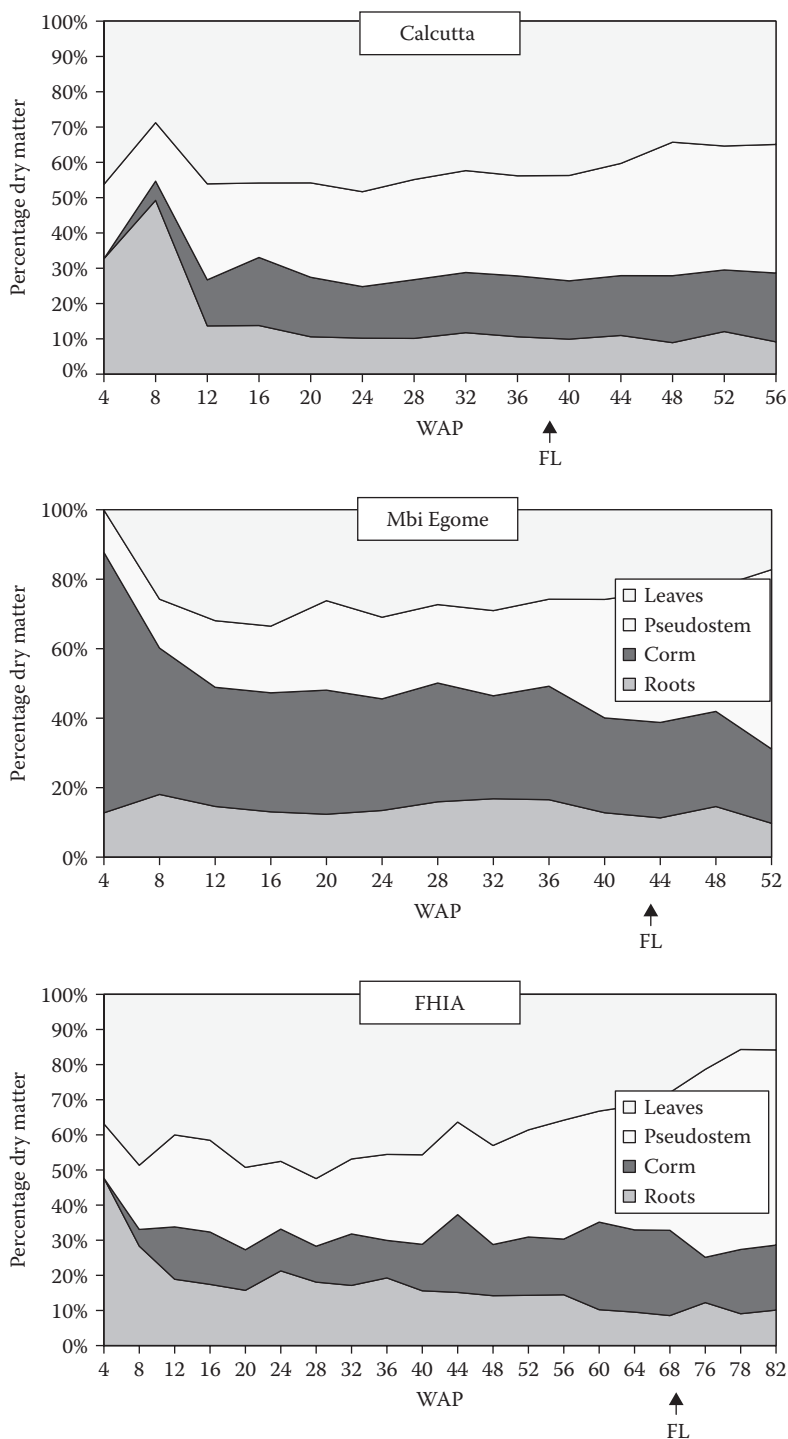 Calcutta
Percentage dry matter
100%
90%
80%
70%
60%
50%
40%
30%
20%
10%
0%
4 8 12 16 20 24 28 32 36 40 44 48 52 56
WAP
FL
Mbi Egome
Percentage dry matter
100%
80%
60%
40%
20%
0%
Leaves
Pseudostem
Corm
Roots
4 8 12 16 20 24 28 32 36 40 44 48 52
WAP
FL
FHIA
Percentage dry matter
100%
90%
80%
70%
60%
50%
40%
30%
20%
10%
0%
Leaves
Pseudostem
Corm
Roots
4 8 12 16 20 24 28 32 36 40 44 48 52 56 60 64 68 76 78 82
WAP
FL